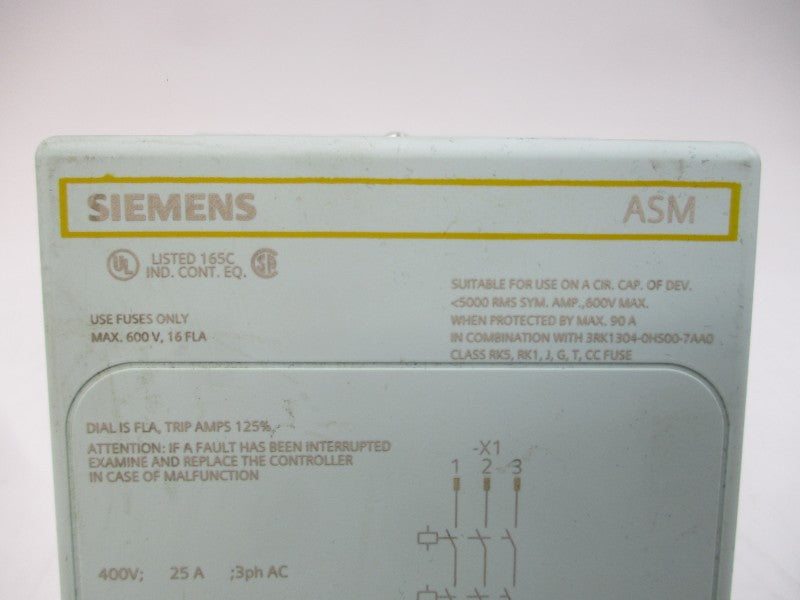 SIEMENS ASM
UL LISTED 165C
IND. CONT. EQ. SA
USE FUSES ONLY
MAX. 600 V, 16 FLA
SUITABLE FOR USE ON A CIR. CAP. OF DEV.
<5000 RMS SYM. AMP.,600V MAX.
WHEN PROTECTED BY MAX. 90 A
IN COMBINATION WITH 3RK1304-0HS00-7AA0
CLASS RK5, RK1, J, G, T, CC FUSE
DIAL IS FLA, TRIP AMPS 125%
ATTENTION: IF A FAULT HAS BEEN INTERRUPTED
EXAMINE AND REPLACE THE CONTROLLER
IN CASE OF MALFUNCTION
-X1
1 2 3
400V; 25 A ;3ph AC